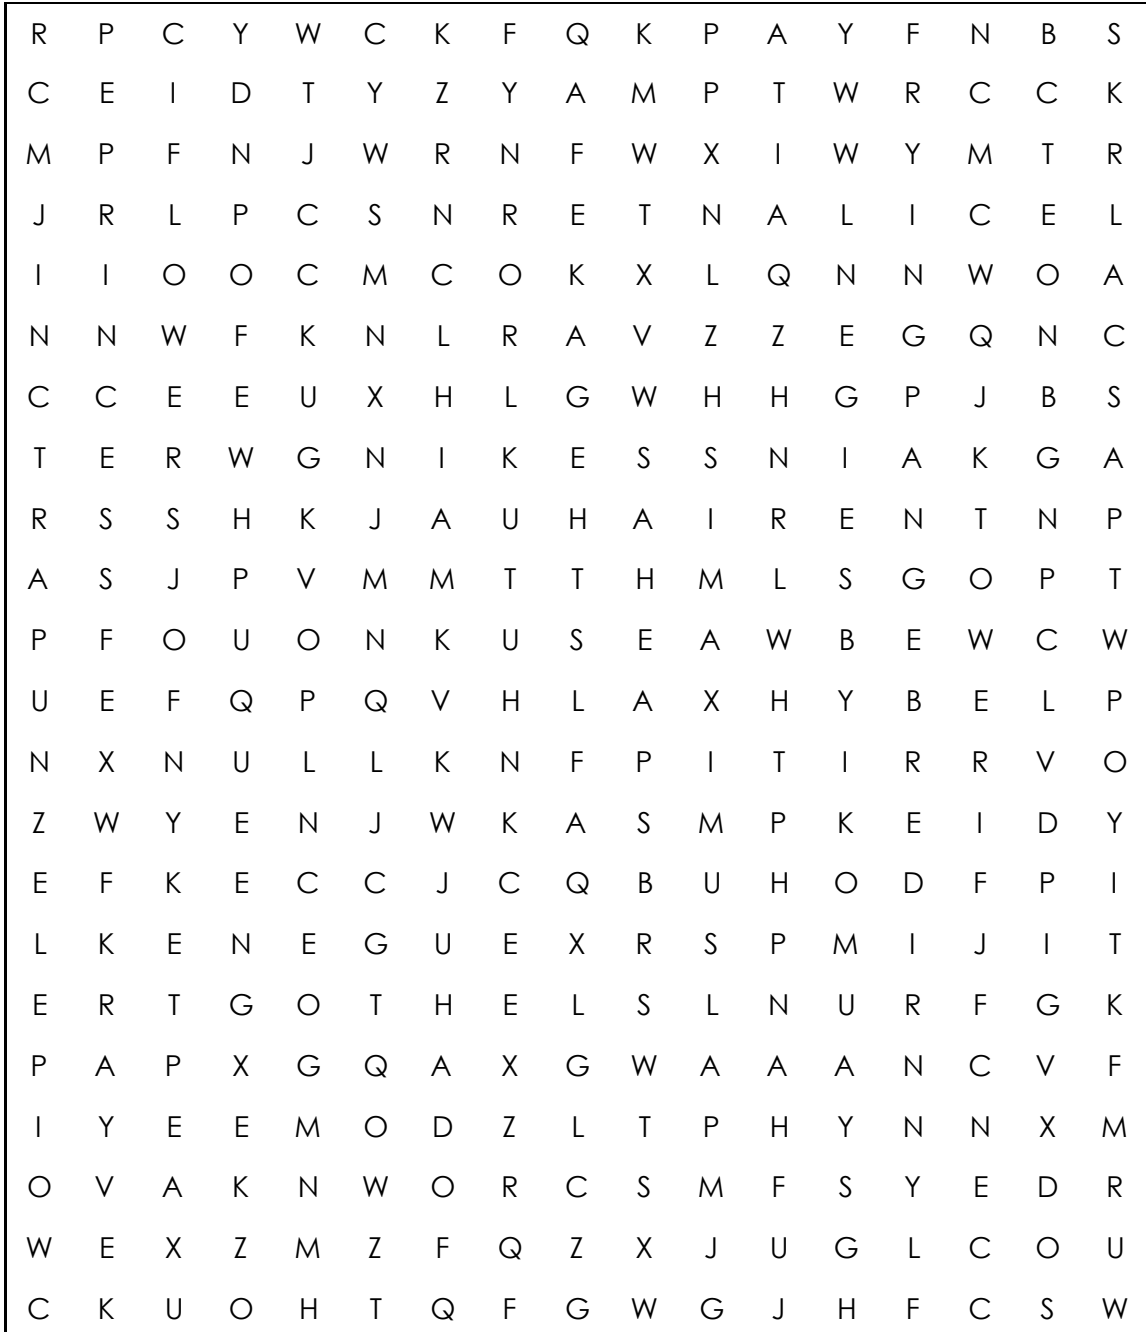 R P C Y W C K F Q K P A Y F N B S
C E I D T Y Z Y A M P T W R C C K
M P F N J W R N F W X I W Y M T R
J R L P C S N R E T N A L I C E L
I I O O C M C O K X L Q N N W O A
N N W F K N L R A V Z Z E G Q N C
C C E E U X H L G W H H G P J B S
T E R W G N I K E S S N I A K G A
R S S H K J A U H A I R E N T N P
A S J P V M M T T H M L S G O P T
P F O U O N K U S E A W B E W C W
U E F Q P Q V H L A X H Y B E L P
N X N U L L K N F P I T I R R V O
Z W Y E N J W K A S M P K E I D Y
E F K E C C J C Q B U H O D F P I
L K E N E G U E X R S P M I J I T
E R T G O T H E L S L N U R F G K
P A P X G Q A X G W A A A N C V F
I Y E E M O D Z L T P H Y N N X M
O V A K N W O R C S M F S Y E D R
W E X Z M Z F Q Z X J U G L C O U
C K U O H T Q F G W G J H F C S W